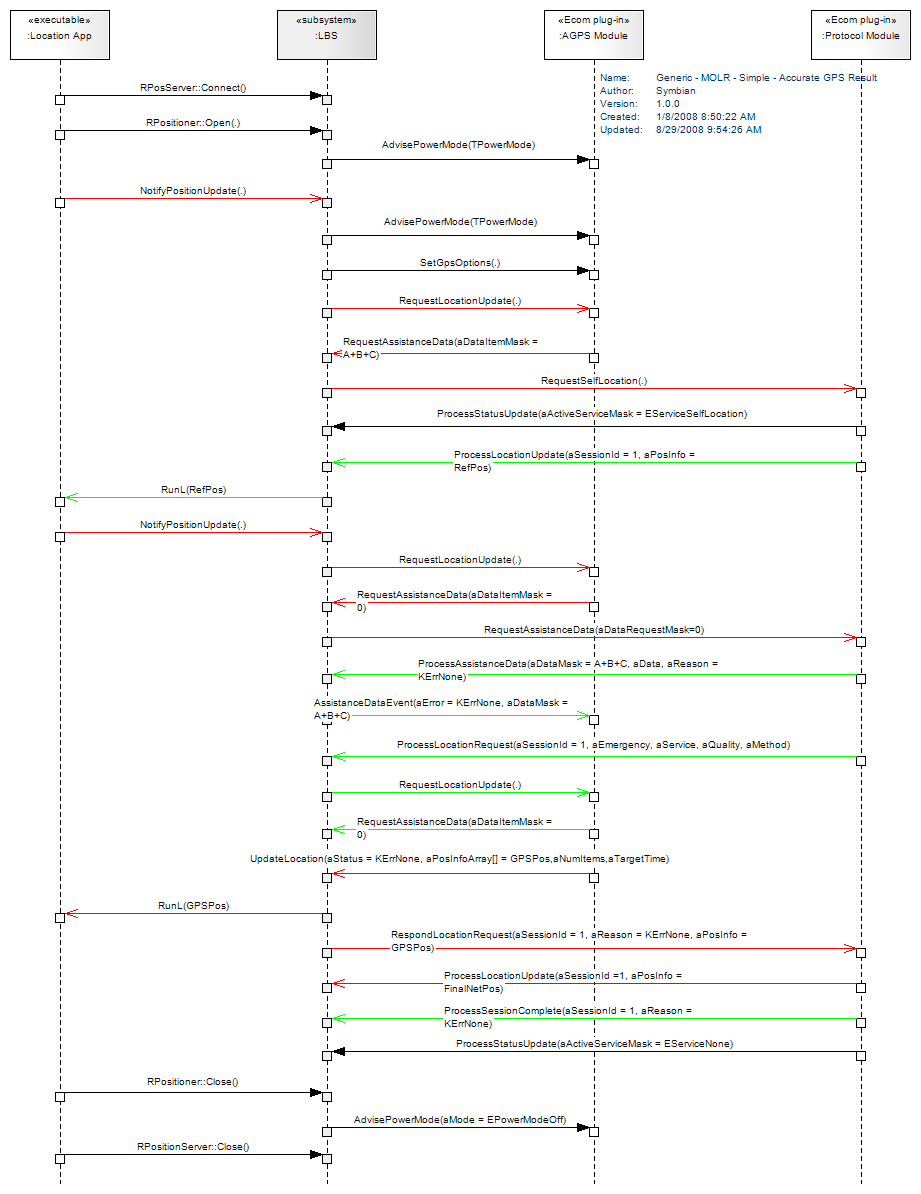 «executable»
:Location App
«subsystem»
:LBS
«Ecom plug-in»
:AGPS Module
«Ecom plug-in»
:Protocol Module
Name: Generic - MOLR - Simple - Accurate GPS Result
Author: Symbian
Version: 1.0.0
Created: 1/8/2008 8:50:22 AM
Updated: 8/29/2008 9:54:26 AM
RPosServer::Connect()
RPositioner::Open(.)
AdvisePowerMode(TPowerMode)
NotifyPositionUpdate(.)
AdvisePowerMode(TPowerMode)
SetGpsOptions(.)
RequestLocationUpdate(.)
RequestAssistanceData(aDataItemMask =
A+B+C)
RequestSelfLocation(.)
ProcessStatusUpdate(aActiveServiceMask = EServiceSelfLocation)
ProcessLocationUpdate(aSessionId = 1, aPosInfo =
RefPos)
RunL(RefPos)
NotifyPositionUpdate(.)
RequestLocationUpdate(.)
RequestAssistanceData(aDataItemMask =
0)
RequestAssistanceData(aDataRequestMask=0)
ProcessAssistanceData(aDataMask = A+B+C, aData, aReason =
KErrNone)
AssistanceDataEvent(aError = KErrNone, aDataMask =
A+B+C)
ProcessLocationRequest(aSessionId = 1, aEmergency, aService, aQuality, aMethod)
RequestLocationUpdate(.)
RequestAssistanceData(aDataItemMask =
0)
UpdateLocation(aStatus = KErrNone, aPosInfoArray[] = GPSPos,aNumItems,aTargetTime)
RunL(GPSPos)
RespondLocationRequest(aSessionId = 1, aReason = KErrNone, aPosInfo =
GPSPos)
ProcessLocationUpdate(aSessionId =1, aPosInfo =
FinalNetPos)
ProcessSessionComplete(aSessionId = 1, aReason =
KErrNone)
ProcessStatusUpdate(aActiveServiceMask = EServiceNone)
RPositioner::Close()
AdvisePowerMode(aMode = EPowerModeOff)
RPositionServer::Close()